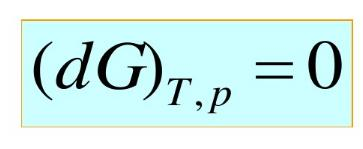 (dG)_{T,p} = 0